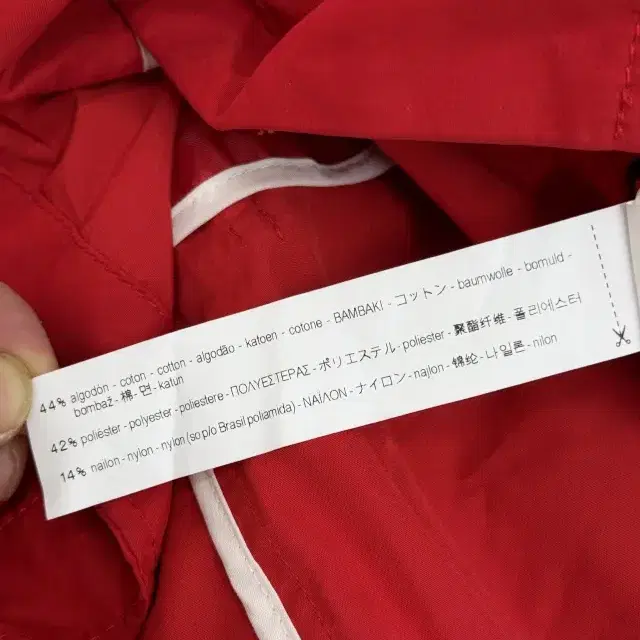 44% algodón - coton - cotton - algodão - katoen - cotone - BAMBAKI - コットン - baumwolle - bomuld -
bombaž - 棉 - 면 - katun
42% poliéster - polyester - poliestere - ΠΟΛΥΕΣΤΕΡΑΣ - ポリエステル - poliester - 聚酯纤维 - 폴리에스터
14% nailon - nylon - nylon (so p/o Brasil poliamida) - ΝΑΪΛΟΝ - ナイロン - najlon - 锦纶 - 나일론 - nilon